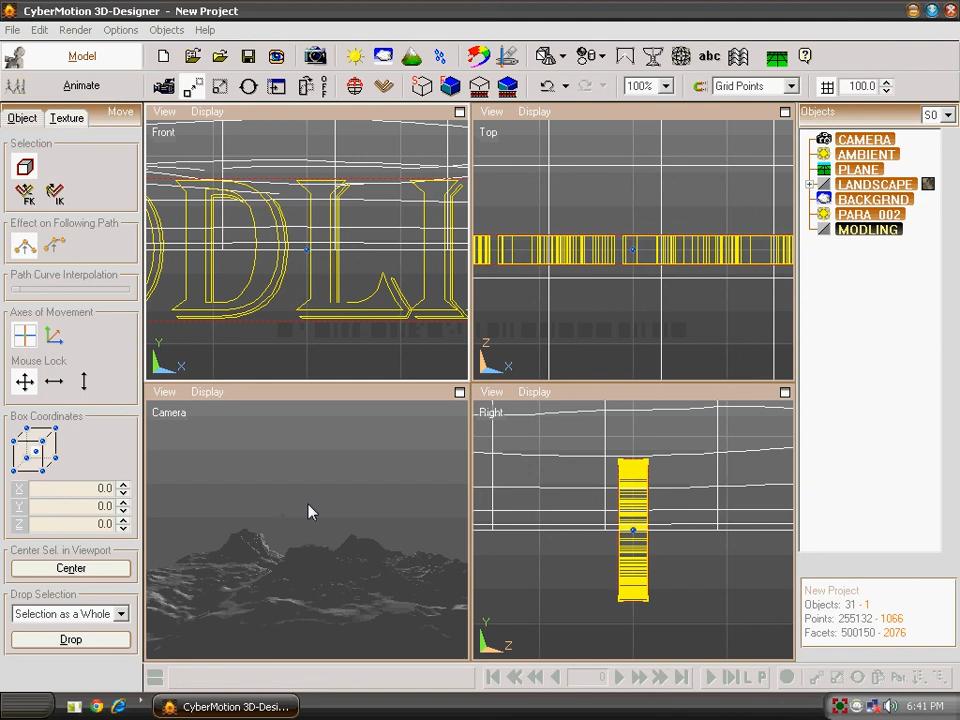 CyberMotion 3D-Designer - New Project
File Edit Render Options Objects Help
Model
abc
Animate
100%
Grid Points
100.0
Object Texture Move
Selection
FK IK
Effect on Following Path
Path Curve Interpolation
Axes of Movement
Mouse Lock
Box Coordinates
X 0.0
Y 0.0
Z 0.0
Center Sel. in Viewport
Center
Drop Selection
Selection as a Whole
Drop
View Display
Front
Y
X
View Display
Top
Z
X
View Display
Camera
View Display
Right
Y
Z
Objects S0
CAMERA
AMBIENT
PLANE
LANDSCAPE
BACKGRND
PARA_002
MODLING
New Project
Objects: 31 - 1
Points: 255132 - 1066
Facets: 500150 - 2076
0
L P
Par
CyberMotion 3D-Desi...
6:41 PM